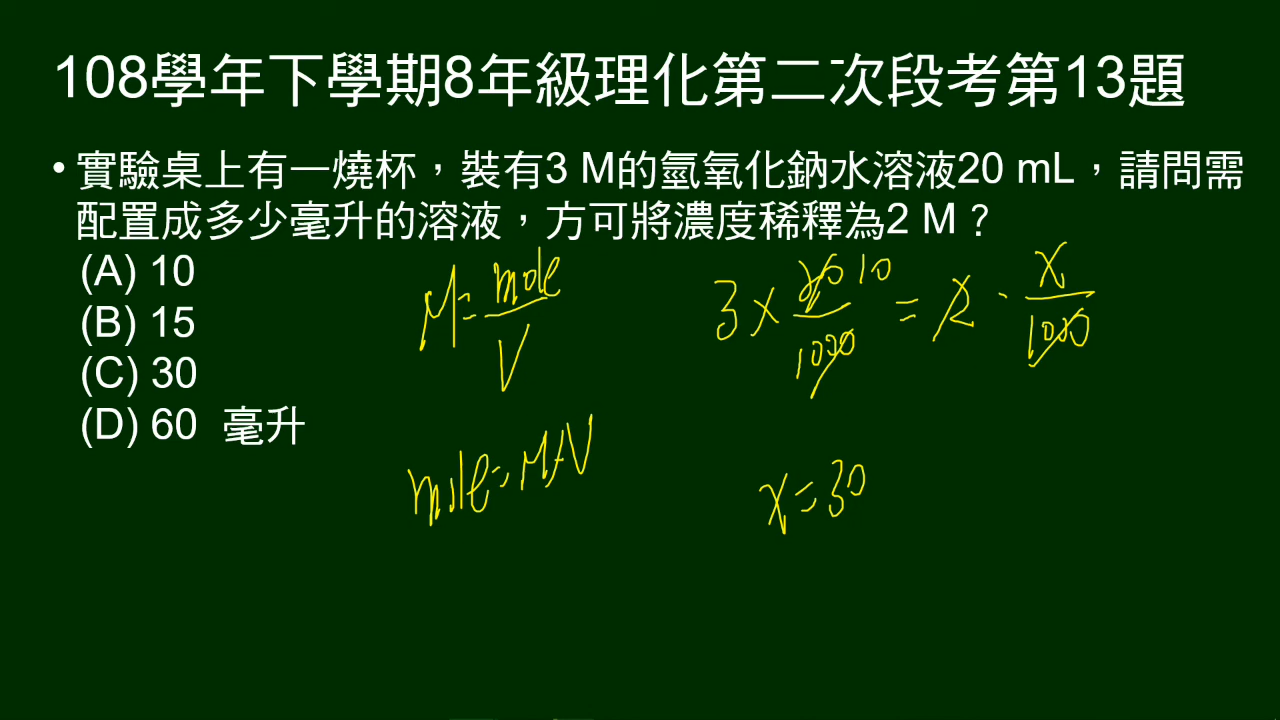 108學年下學期8年級理化第二次段考第13題
• 實驗桌上有一燒杯，裝有3 M的氫氧化鈉水溶液20 mL，請問需
配置成多少毫升的溶液，方可將濃度稀釋為2 M？
(A) 10
(B) 15
(C) 30
(D) 60 毫升
M = mole / V
mole = M × V
3 × 20 10 / 1000 = 2 · x / 1000
x = 30